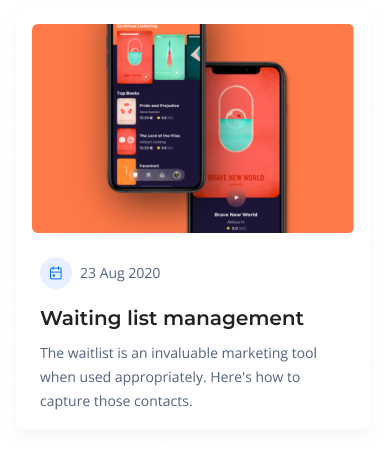 Continue Listening
Top Books
Pride and Prejudice
Jane Austen
The Lord of the Flies
William Golding
Fahrenheit
BRAVE NEW WORLD
Brave New World
Aldous H.
23 Aug 2020
Waiting list management
The waitlist is an invaluable marketing tool
when used appropriately. Here's how to
capture those contacts.